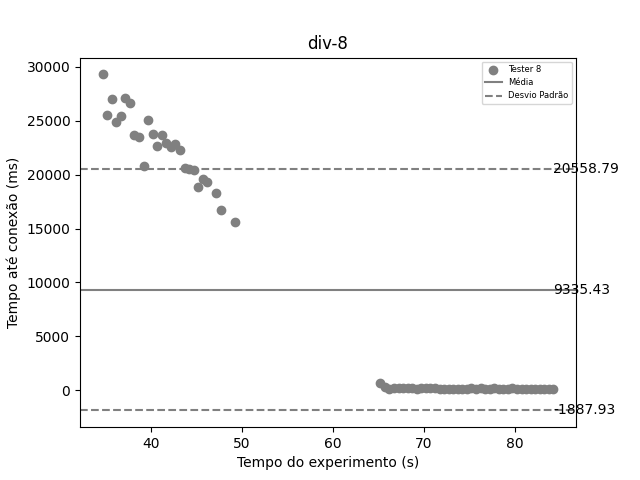 div-8
30000
25000
20000
15000
10000
5000
0
Tempo até conexão (ms)
Tester 8
Média
Desvio Padrão
20558.79
9335.43
-1887.93
40 50 60 70 80
Tempo do experimento (s)